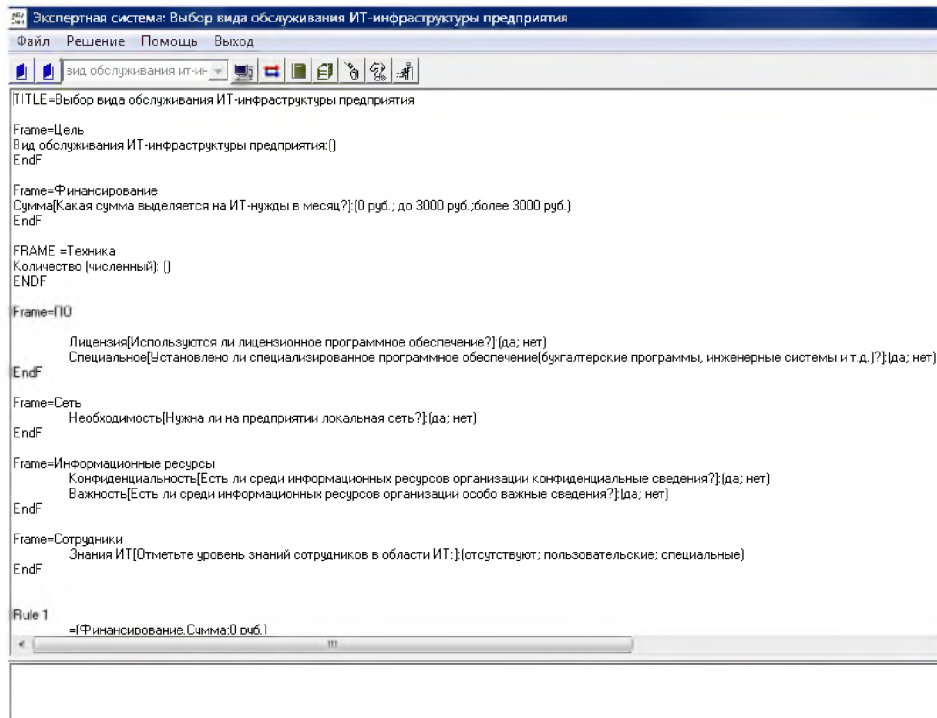 Экспертная система: Выбор вида обслуживания ИТ-инфраструктуры предприятия
Файл Решение Помощь Выход
вид обслуживания ит-ин
TITLE=Выбор вида обслуживания ИТ-инфраструктуры предприятия
Frame=Цель
Вид обслуживания ИТ-инфраструктуры предприятия:()
EndF
Frame=Финансирование
Сумма[Какая сумма выделяется на ИТ-нужды в месяц?]:(0 руб.; до 3000 руб.;более 3000 руб.)
EndF
FRAME =Техника
Количество (численный): ()
ENDF
Frame=ПО
Лицензия[Используются ли лицензионное программное обеспечение?]:(да; нет)
Специальное[Установлено ли специализированное программное обеспечение(бухгалтерские программы, инженерные системы и т.д.)?]:(да; нет)
EndF
Frame=Сеть
Необходимость[Нужна ли на предприятии локальная сеть?]:(да; нет)
EndF
Frame=Информационные ресурсы
Конфиденциальность[Есть ли среди информационных ресурсов организации конфиденциальные сведения?]:(да; нет)
Важность[Есть ли среди информационных ресурсов организации особо важные сведения?]:(да; нет)
EndF
Frame=Сотрудники
Знания ИТ[Отметьте уровень знаний сотрудников в области ИТ:]:(отсутствуют; пользовательские; специальные)
EndF
Rule 1
=(Финансирование.Сумма:0 руб.)